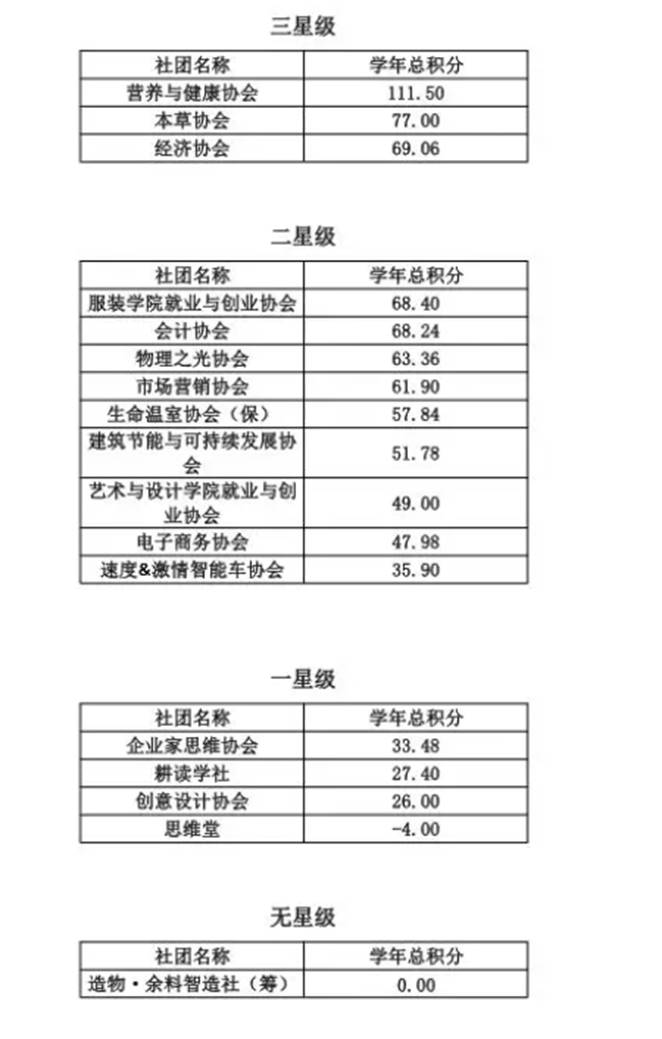 三星级
社团名称 学年总积分
营养与健康协会 111.50
本草协会 77.00
经济协会 69.06
二星级
社团名称 学年总积分
服装学院就业与创业协会 68.40
会计协会 68.24
物理之光协会 63.36
市场营销协会 61.90
生命温室协会（保） 57.84
建筑节能与可持续发展协
会 51.78
艺术与设计学院就业与创
业协会 49.00
电子商务协会 47.98
速度&激情智能车协会 35.90
一星级
社团名称 学年总积分
企业家思维协会 33.48
耕读学社 27.40
创意设计协会 26.00
思维堂 -4.00
无星级
社团名称 学年总积分
造物·余料智造社（筹） 0.00